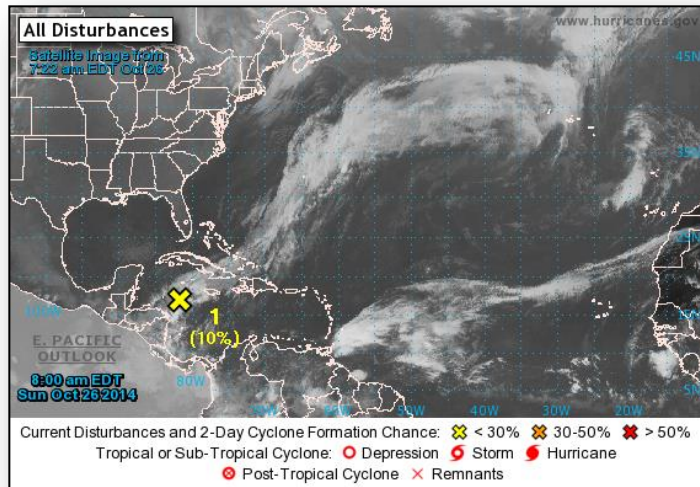 All Disturbances
www.hurricanes.gov
Satellite Image from
7:22 am EDT Oct 26
45N
35N
25N
100W
1
15N
(10%)
E. PACIFIC
OUTLOOK
8:00 am EDT
Sun Oct 26 2014
80W
60W
40W
30W
20W
5N
Current Disturbances and 2-Day Cyclone Formation Chance: < 30% 30-50% > 50%
Tropical or Sub-Tropical Cyclone: Depression Storm Hurricane
Post-Tropical Cyclone Remnants